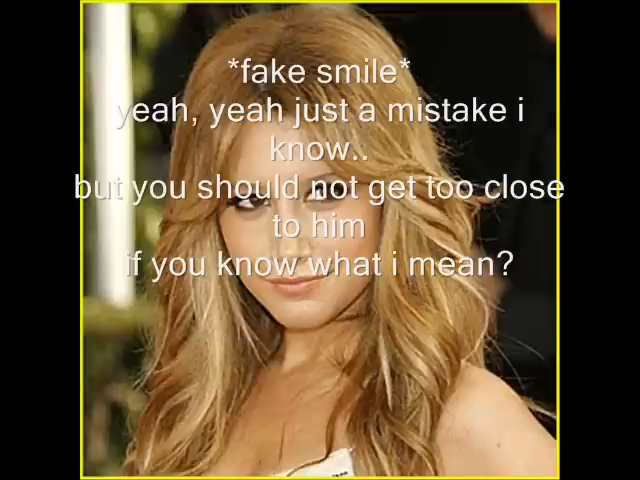 *fake smile*
yeah, yeah just a mistake i
know..
but you should not get too close
to him
if you know what i mean?